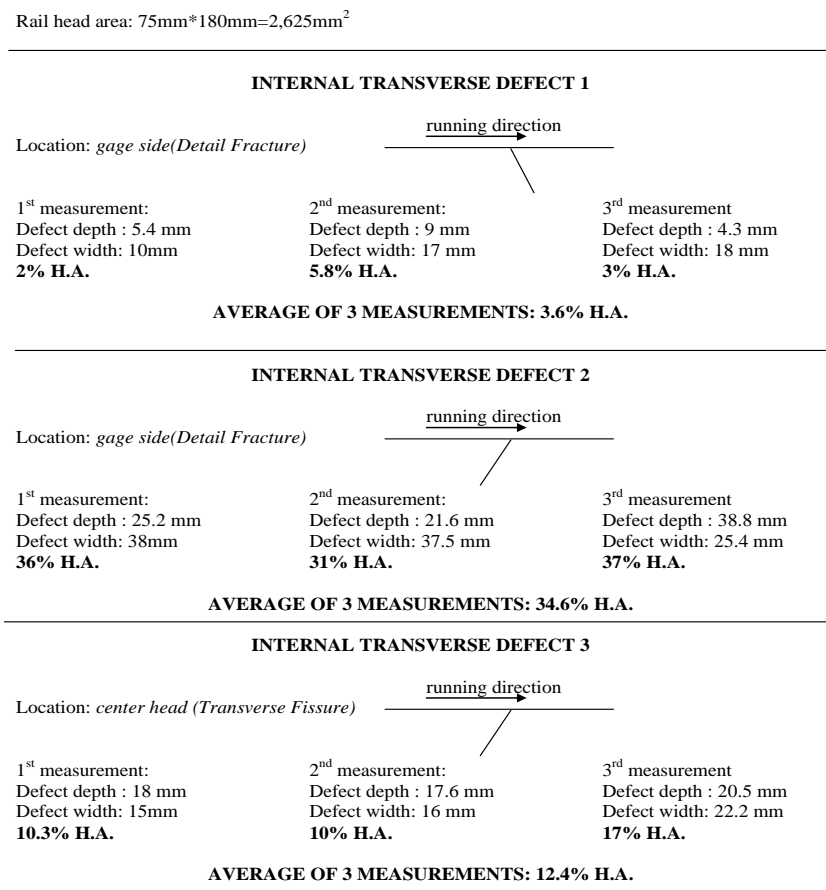 Rail head area: 75mm*180mm=2,625mm²
INTERNAL TRANSVERSE DEFECT 1
running direction
Location: gage side(Detail Fracture)
1st measurement:
Defect depth : 5.4 mm
Defect width: 10mm
2% H.A.
2nd measurement:
Defect depth : 9 mm
Defect width: 17 mm
5.8% H.A.
3rd measurement
Defect depth : 4.3 mm
Defect width: 18 mm
3% H.A.
AVERAGE OF 3 MEASUREMENTS: 3.6% H.A.
INTERNAL TRANSVERSE DEFECT 2
running direction
Location: gage side(Detail Fracture)
1st measurement:
Defect depth : 25.2 mm
Defect width: 38mm
36% H.A.
2nd measurement:
Defect depth : 21.6 mm
Defect width: 37.5 mm
31% H.A.
3rd measurement
Defect depth : 38.8 mm
Defect width: 25.4 mm
37% H.A.
AVERAGE OF 3 MEASUREMENTS: 34.6% H.A.
INTERNAL TRANSVERSE DEFECT 3
running direction
Location: center head (Transverse Fissure)
1st measurement:
Defect depth : 18 mm
Defect width: 15mm
10.3% H.A.
2nd measurement:
Defect depth : 17.6 mm
Defect width: 16 mm
10% H.A.
3rd measurement
Defect depth : 20.5 mm
Defect width: 22.2 mm
17% H.A.
AVERAGE OF 3 MEASUREMENTS: 12.4% H.A.